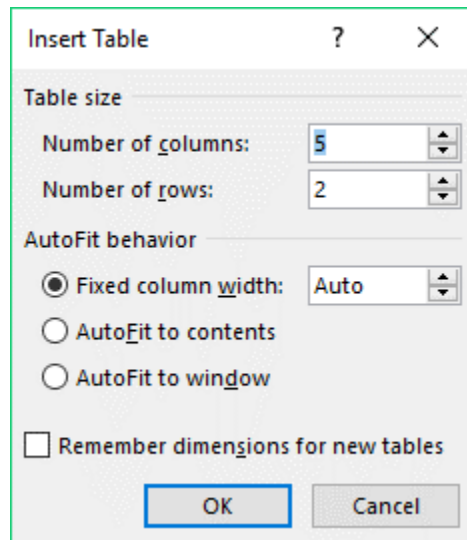 Insert Table ?
Table size
Number of columns: 5
Number of rows: 2
AutoFit behavior
Fixed column width: Auto
AutoFit to contents
AutoFit to window
Remember dimensions for new tables
OK Cancel